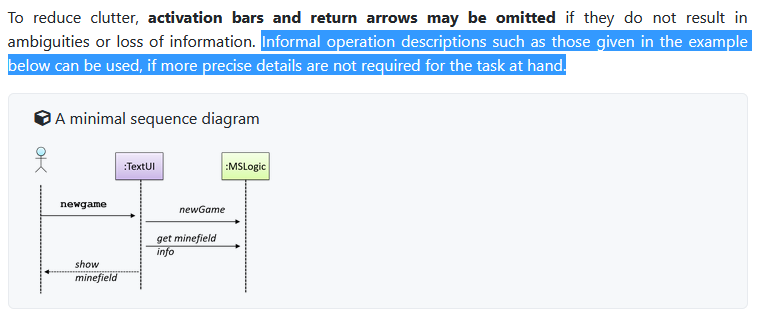 To reduce clutter, activation bars and return arrows may be omitted if they do not result in
ambiguities or loss of information. Informal operation descriptions such as those given in the example
below can be used, if more precise details are not required for the task at hand.
A minimal sequence diagram
:TextUI
:MSLogic
newgame
newGame
get minefield
info
show
minefield